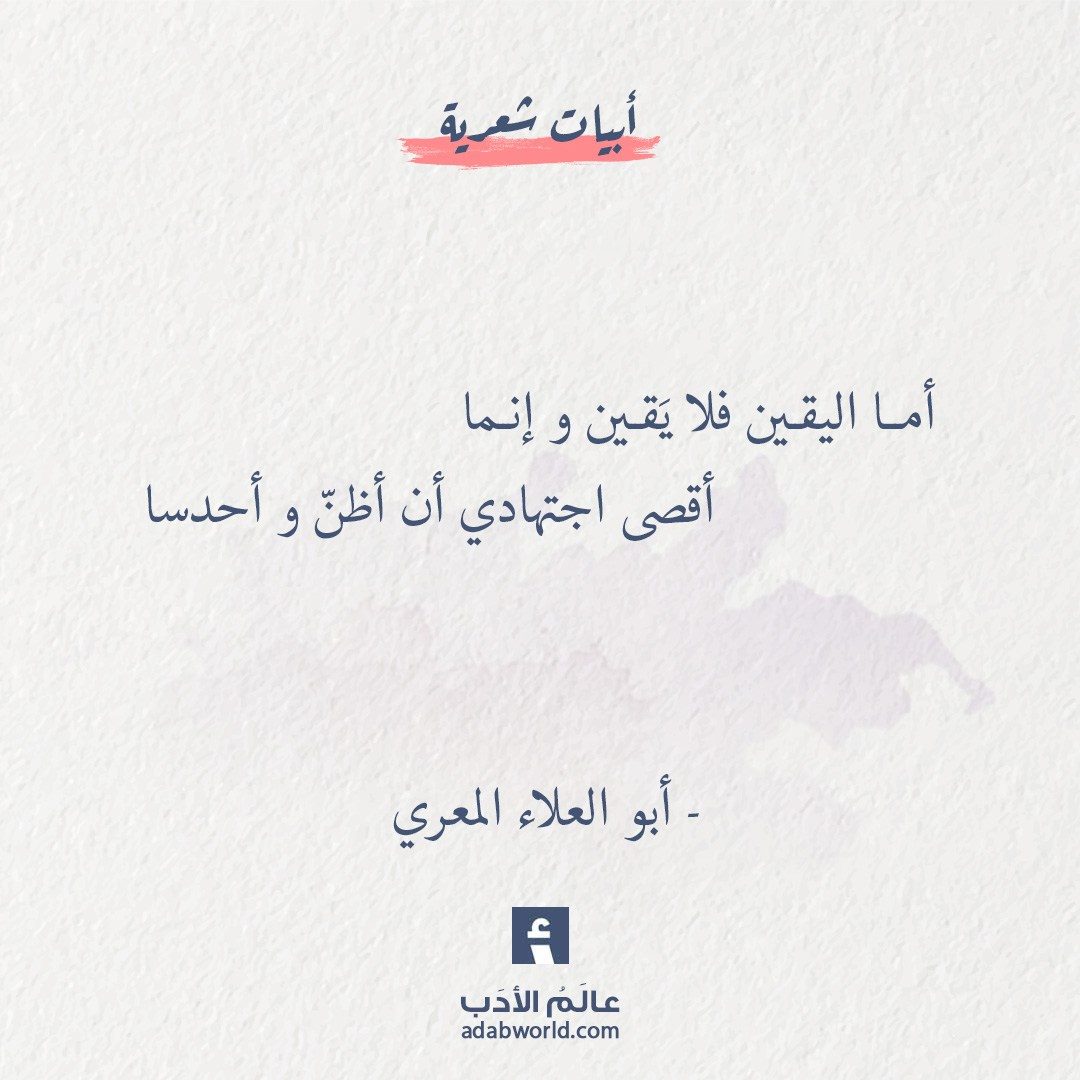 أبيات شعرية
أمـا اليقـين فلا يَقـين و إنـما
أقصى اجتهادي أن أظنّ و أحدسا
- أبو العلاء المعري
أ
عالَمُ الأدَب
adabworld.com